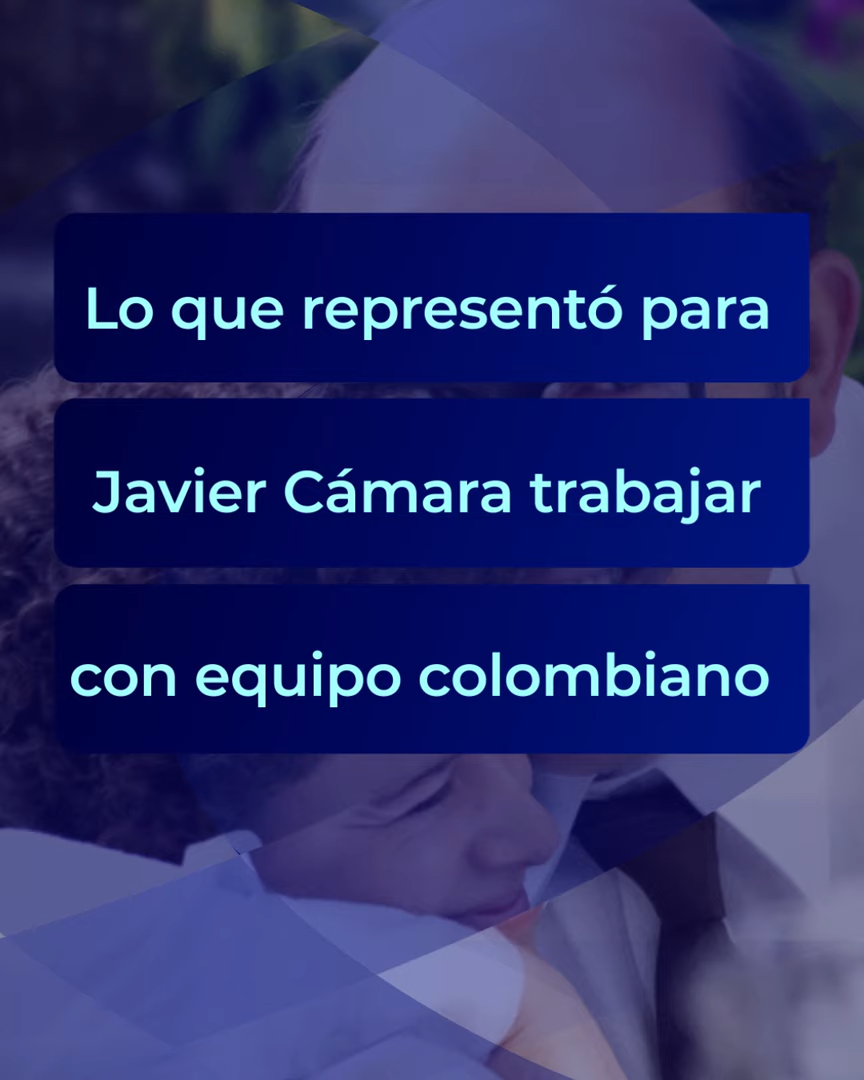 Lo que representó para
Javier Cámara trabajar
con equipo colombiano